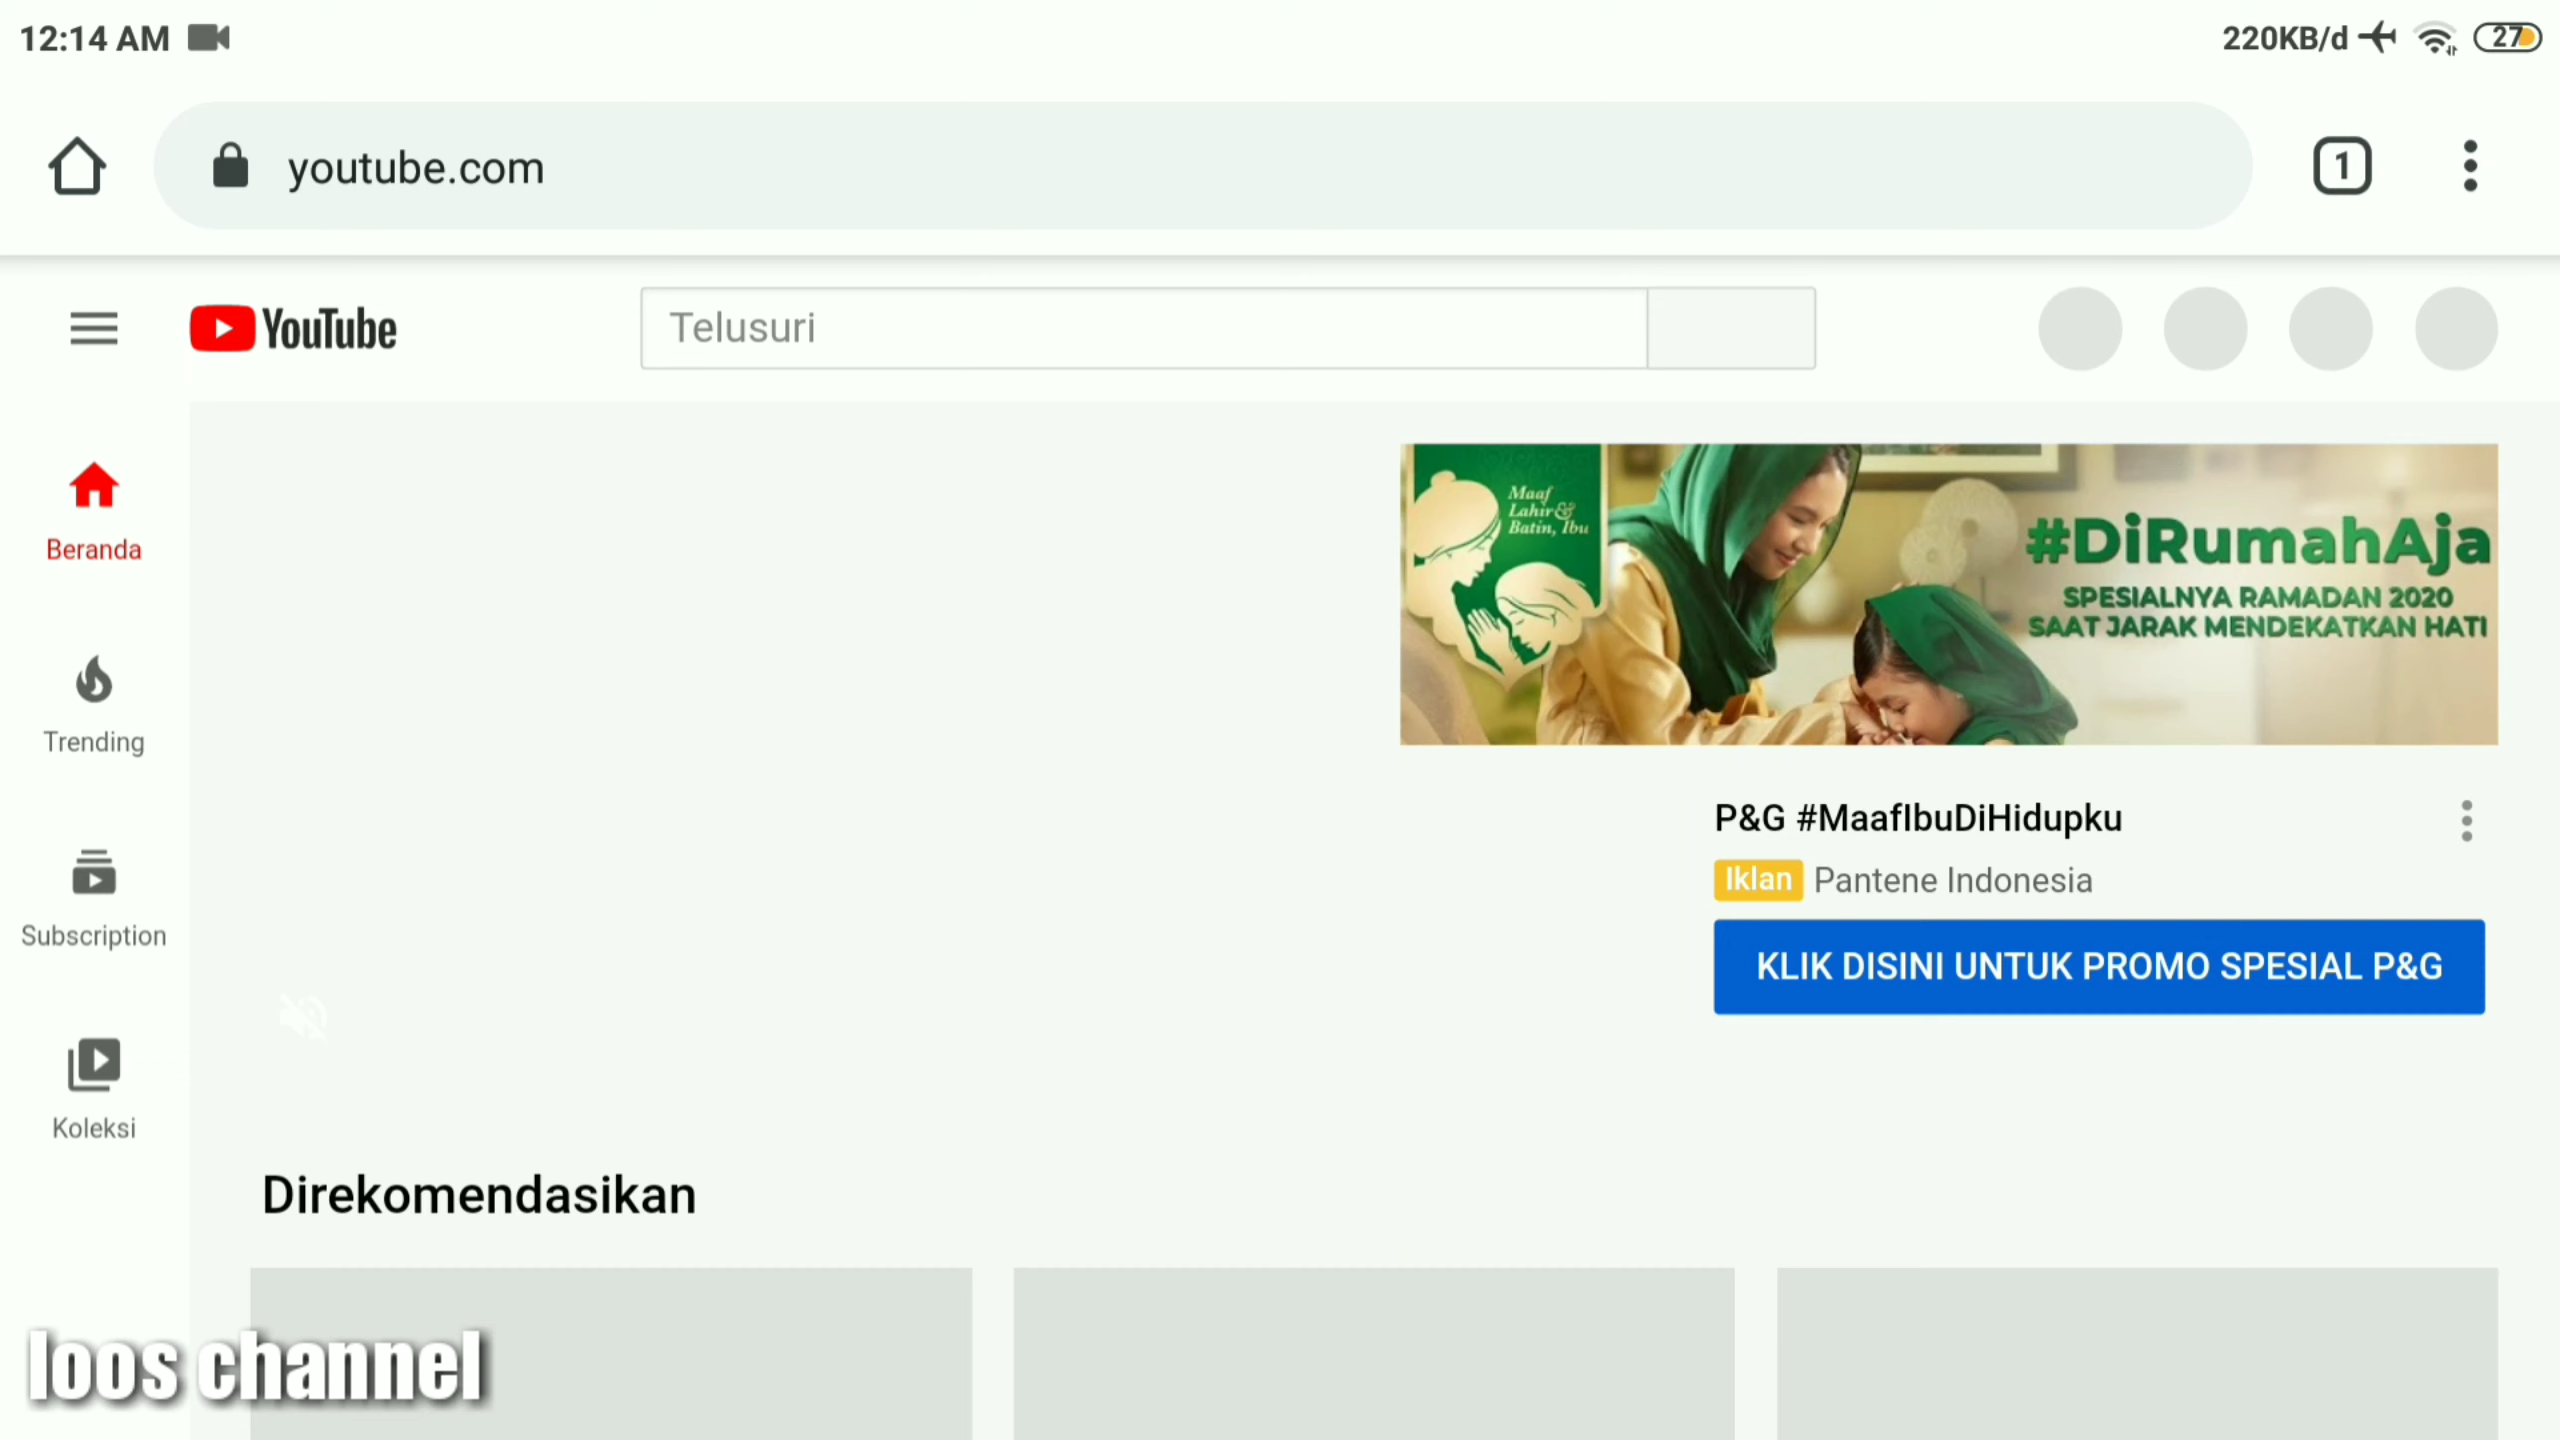 12:14 AM
220KB/d
27
youtube.com
1
YouTube
Telusuri
Beranda
Trending
Subscription
Koleksi
Maaf
Lahir &
Batin, Ibu
#DiRumahAja
SPESIALNYA RAMADAN 2020
SAAT JARAK MENDEKATKAN HATI
P&G #MaafIbuDiHidupku
Iklan Pantene Indonesia
KLIK DISINI UNTUK PROMO SPESIAL P&G
Direkomendasikan
loos channel